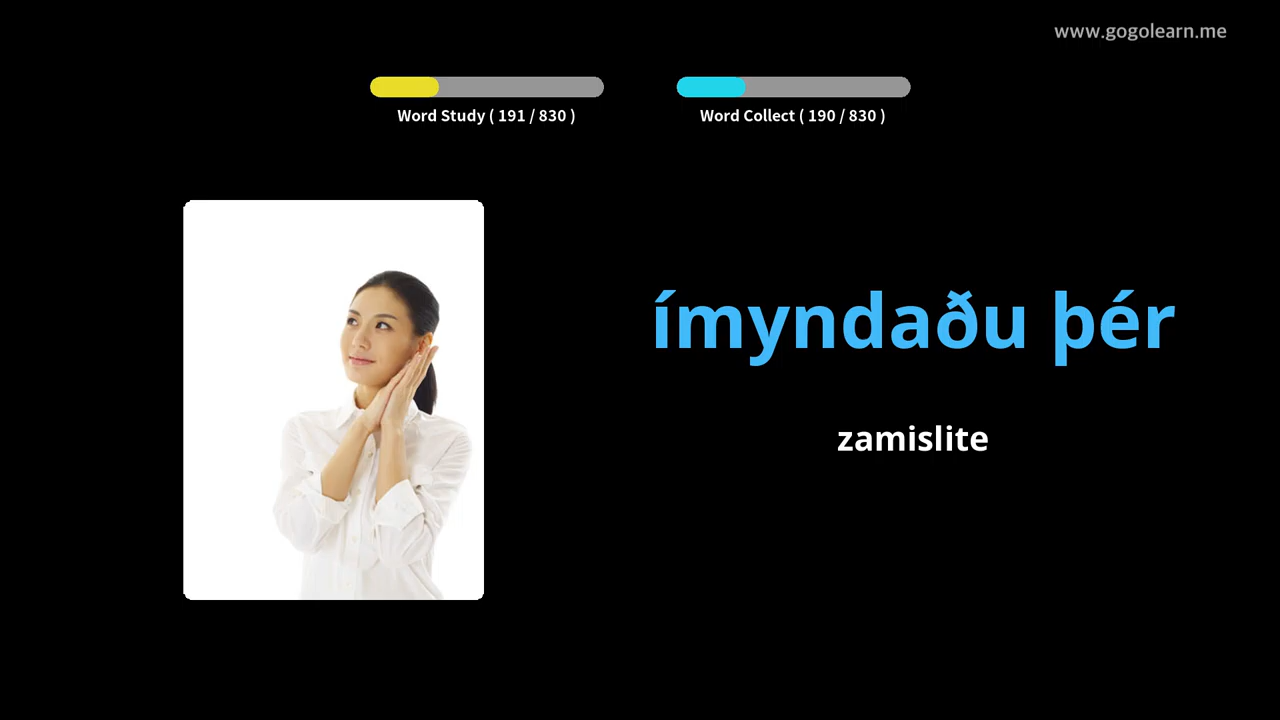 www.gogolearn.me
Word Study ( 191 / 830 )
Word Collect ( 190 / 830 )
ímyndaðu þér
zamislite